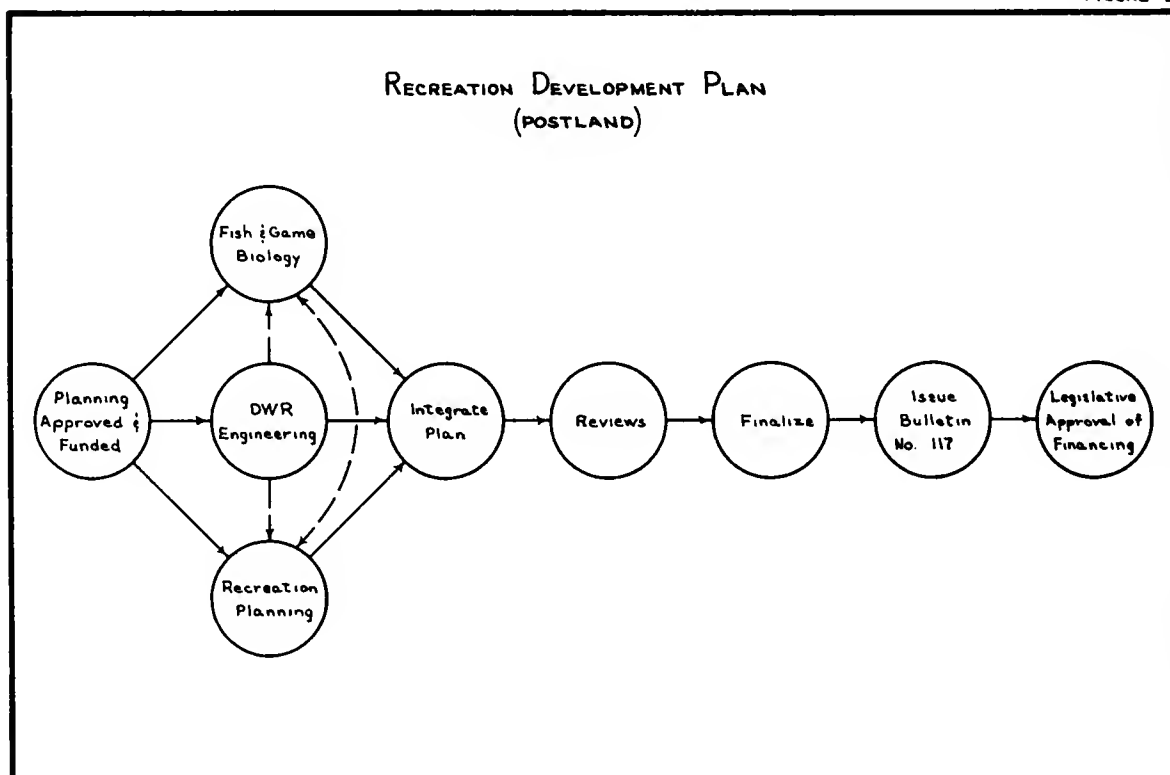 RECREATION DEVELOPMENT PLAN
(POSTLAND)
Fish & Game
Biology
Planning
Approved &
Funded
DWR
Engineering
Integrate
Plan
Reviews
Finalize
Issue
Bulletin
No. 117
Legislative
Approval of
Financing
Recreation
Planning